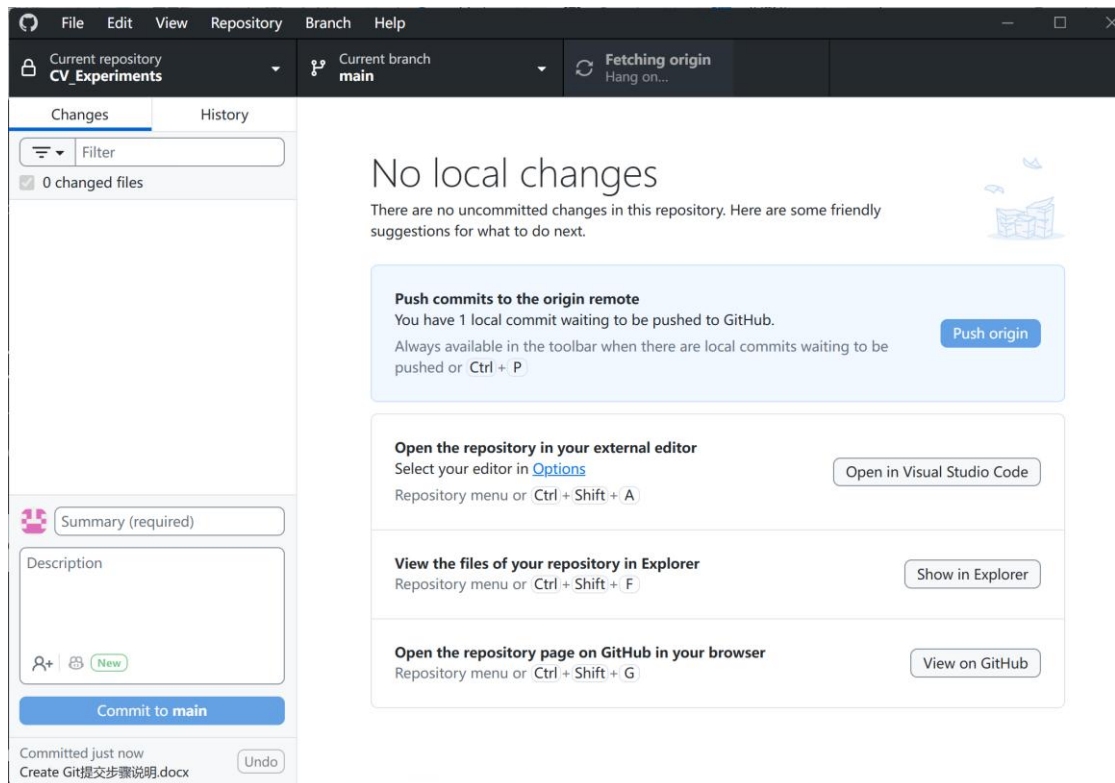 File Edit View Repository Branch Help
Current repository
CV_Experiments
Current branch
main
Fetching origin
Hang on...
Changes
History
Filter
0 changed files
No local changes
There are no uncommitted changes in this repository. Here are some friendly
suggestions for what to do next.
Push commits to the origin remote
You have 1 local commit waiting to be pushed to GitHub.
Always available in the toolbar when there are local commits waiting to be
pushed or Ctrl + P
Push origin
Open the repository in your external editor
Select your editor in Options
Repository menu or Ctrl + Shift + A
Open in Visual Studio Code
View the files of your repository in Explorer
Repository menu or Ctrl + Shift + F
Show in Explorer
Open the repository page on GitHub in your browser
Repository menu or Ctrl + Shift + G
View on GitHub
Summary (required)
Description
New
Commit to main
Committed just now
Create Git提交步骤说明.docx
Undo